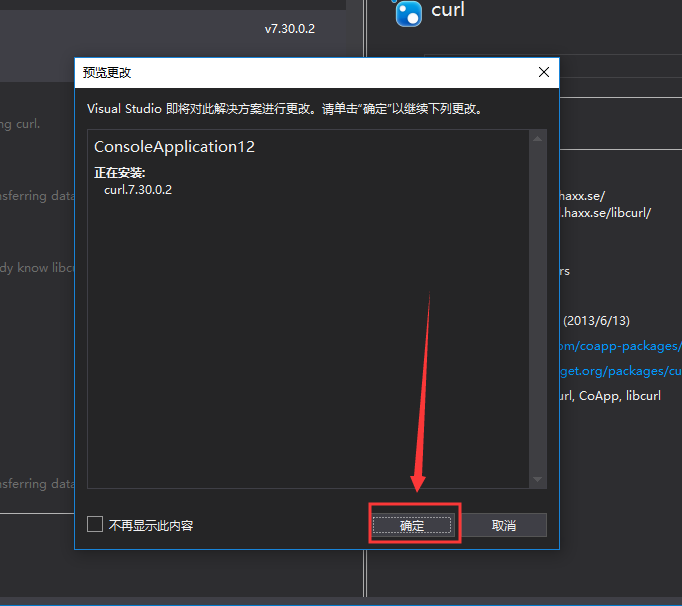 curl
v7.30.0.2
预览更改
Visual Studio 即将对此解决方案进行更改。请单击“确定”以继续下列更改。
ng curl.
ConsoleApplication12
正在安装:
curl.7.30.0.2
nsferring data
haxx.se/
.haxx.se/libcurl/
dy know libcu
rs
(2013/6/13)
om/coapp-packages/
get.org/packages/cu
url, CoApp, libcurl
nsferring data
不再显示此内容
确定
取消